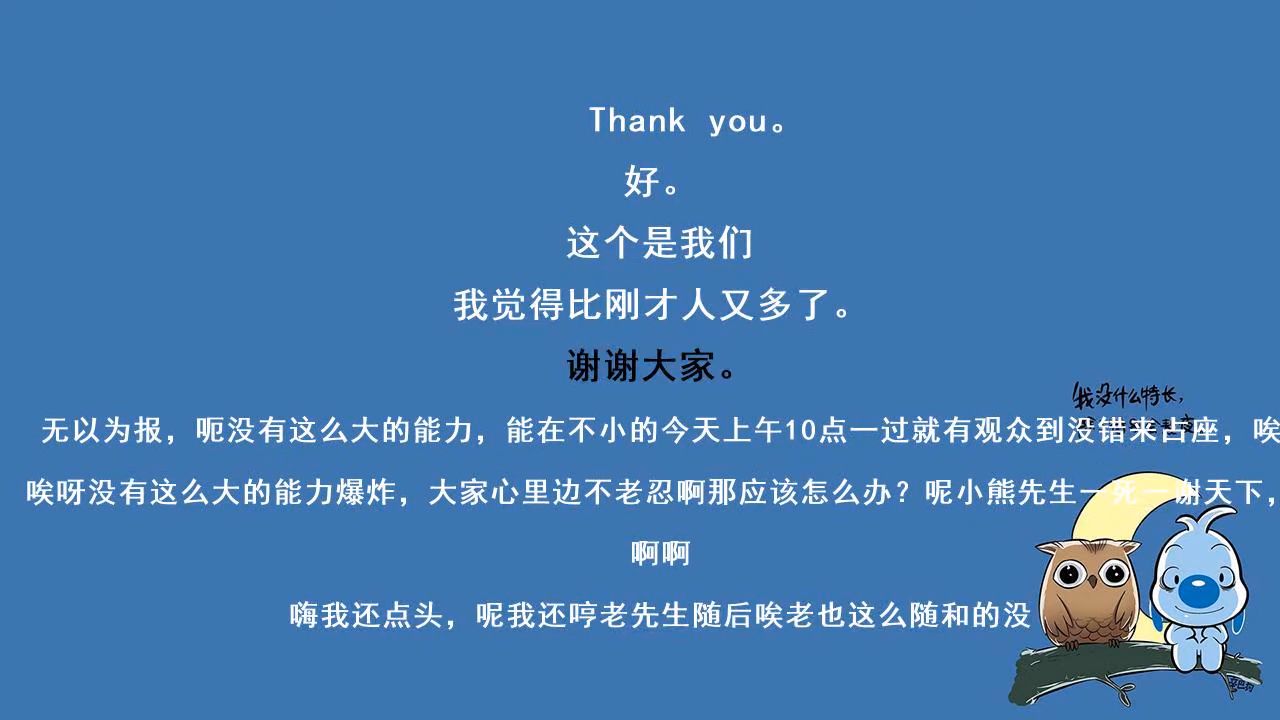 Thank you。
好。
这个是我们
我觉得比刚才人又多了。
谢谢大家。
我没什么特长,
无以为报，呃没有这么大的能力，能在不小的今天上午10点一过就有观众到没错来占座，唉
唉呀没有这么大的能力爆炸，大家心里边不老忍啊那应该怎么办？呢小熊先生一死一谢天下，
啊啊
嗨我还点头，呢我还哼老先生随后唉老也这么随和的没